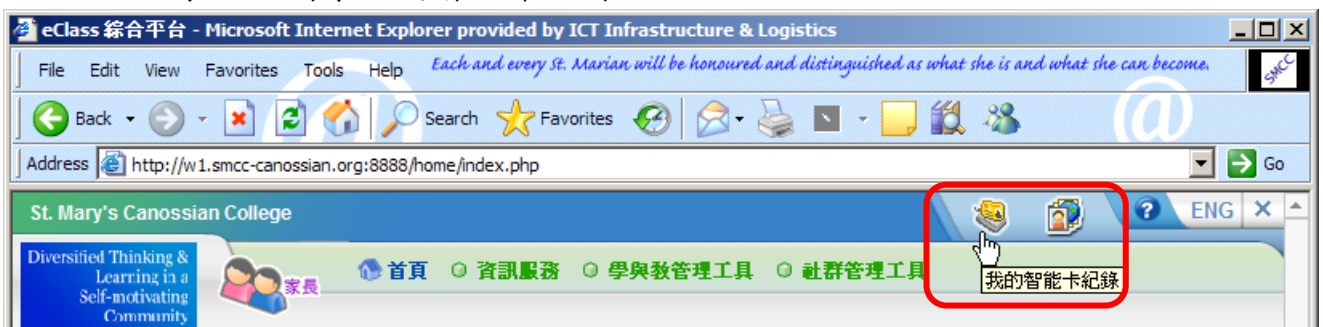 eClass 綜合平台 - Microsoft Internet Explorer provided by ICT Infrastructure & Logistics
File Edit View Favorites Tools Help Each and every St. Marian will be honoured and distinguished as what she is and what she can become. SMCC
Back Search Favorites
Address http://w1.smcc-canossian.org:8888/home/index.php Go
St. Mary's Canossian College ENG
Diversified Thinking &
Learning in a
Self-motivating
Community
家長 首頁 資訊服務 學與教管理工具 社群管理工具
我的智能卡紀錄